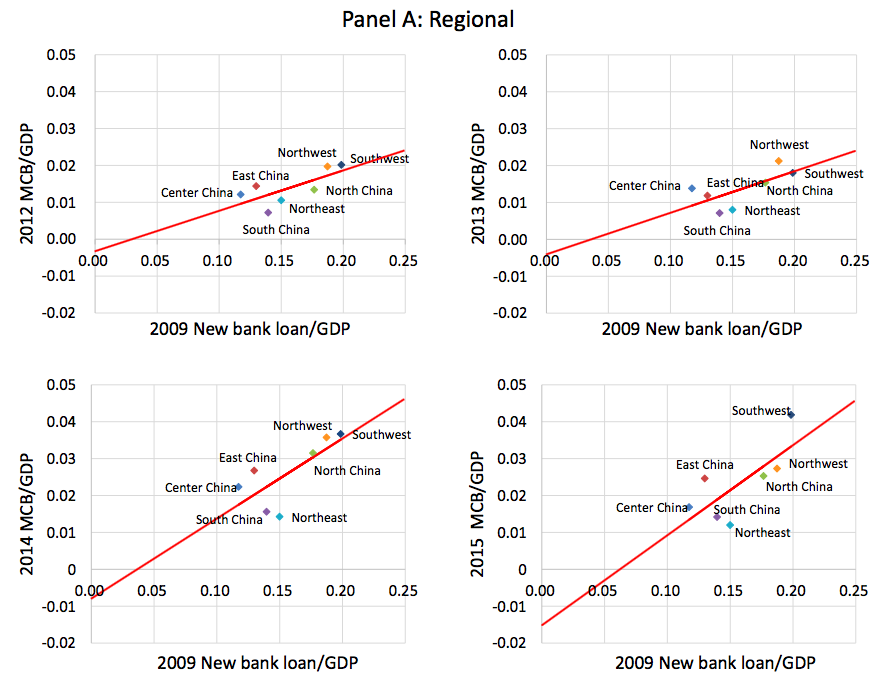 Panel A: Regional
0.05
0.04
0.03
0.02
0.01
0.00
-0.01
-0.02
2012 MCB/GDP
Northwest
Southwest
East China
Center China
North China
Northeast
South China
0.00 0.05 0.10 0.15 0.20 0.25
2009 New bank loan/GDP
0.05
0.04
0.03
0.02
0.01
0.00
-0.01
-0.02
2013 MCB/GDP
Northwest
Southwest
Center China
East China
North China
Northeast
South China
0.00 0.05 0.10 0.15 0.20 0.25
2009 New bank loan/GDP
0.05
0.04
0.03
0.02
0.01
0
-0.01
-0.02
2014 MCB/GDP
Northwest
Southwest
East China
North China
Center China
South China
Northeast
0.00 0.05 0.10 0.15 0.20 0.25
2009 New bank loan/GDP
0.05
0.04
0.03
0.02
0.01
0
-0.01
-0.02
2015 MCB/GDP
Southwest
East China
Northwest
North China
Center China
South China
Northeast
0.00 0.05 0.10 0.15 0.20 0.25
2009 New bank loan/GDP